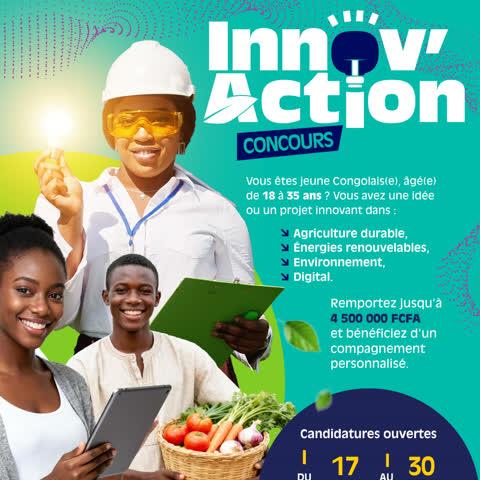 Innov'
Action
CONCOURS
Vous êtes jeune Congolais(e), âgé(e)
de 18 à 35 ans ? Vous avez une idée
ou un projet innovant dans :
Agriculture durable,
Énergies renouvelables,
Environnement,
Digital.
Remportez jusqu'à
4 500 000 FCFA
et bénéficiez d'un
accompagnement
personnalisé.
Candidatures ouvertes
DU 17 AU 30